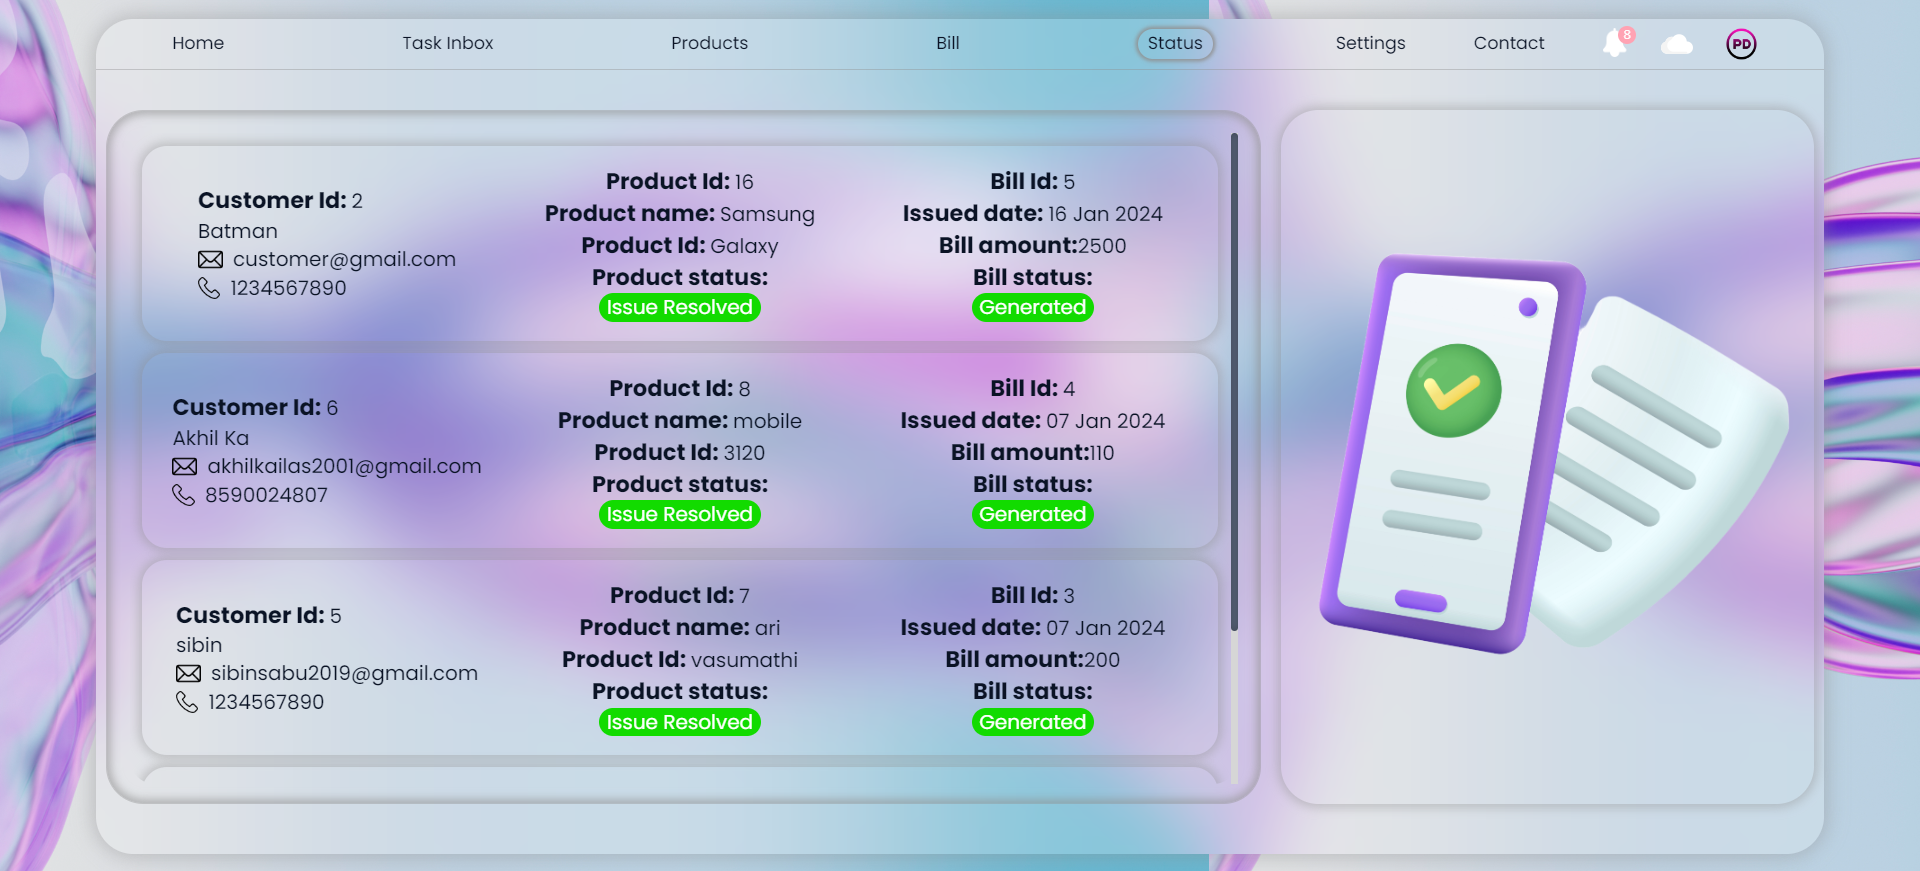 Home
Task Inbox
Products
Bill
Status
Settings
Contact
8
PD
Customer Id: 2
Batman
customer@gmail.com
1234567890
Product Id: 16
Product name: Samsung
Product Id: Galaxy
Product status:
Issue Resolved
Bill Id: 5
Issued date: 16 Jan 2024
Bill amount:2500
Bill status:
Generated
Customer Id: 6
Akhil Ka
akhilkailas2001@gmail.com
8590024807
Product Id: 8
Product name: mobile
Product Id: 3120
Product status:
Issue Resolved
Bill Id: 4
Issued date: 07 Jan 2024
Bill amount:110
Bill status:
Generated
Customer Id: 5
sibin
sibinsabu2019@gmail.com
1234567890
Product Id: 7
Product name: ari
Product Id: vasumathi
Product status:
Issue Resolved
Bill Id: 3
Issued date: 07 Jan 2024
Bill amount:200
Bill status:
Generated